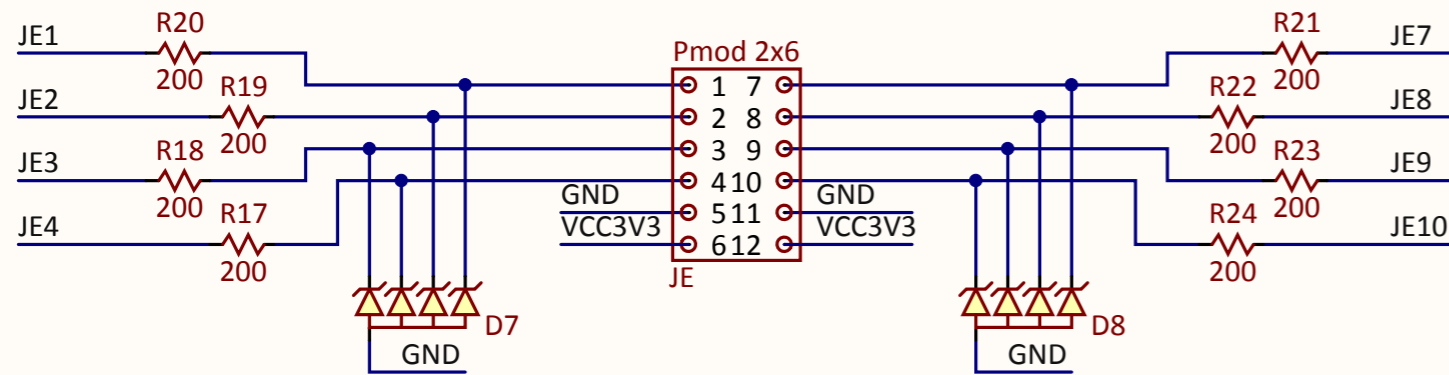 R20
R21
JE1
JE7
Pmod 2x6
200
200
R19
R22
1 7
JE2
JE8
2 8
200
200
R18
R23
3 9
JE3
JE9
4 10
200
200
GND
GND
R17
R24
5 11
JE4
JE10
VCC3V3
VCC3V3
6 12
200
200
JE
D7
D8
GND
GND